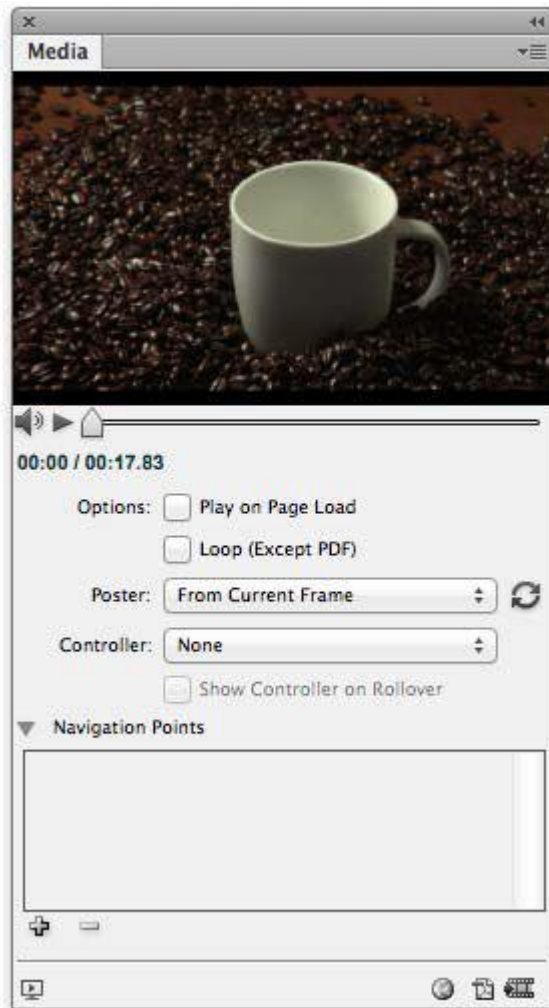 Media
00:00 / 00:17.83
Options: Play on Page Load
Loop (Except PDF)
Poster: From Current Frame
Controller: None
Show Controller on Rollover
Navigation Points